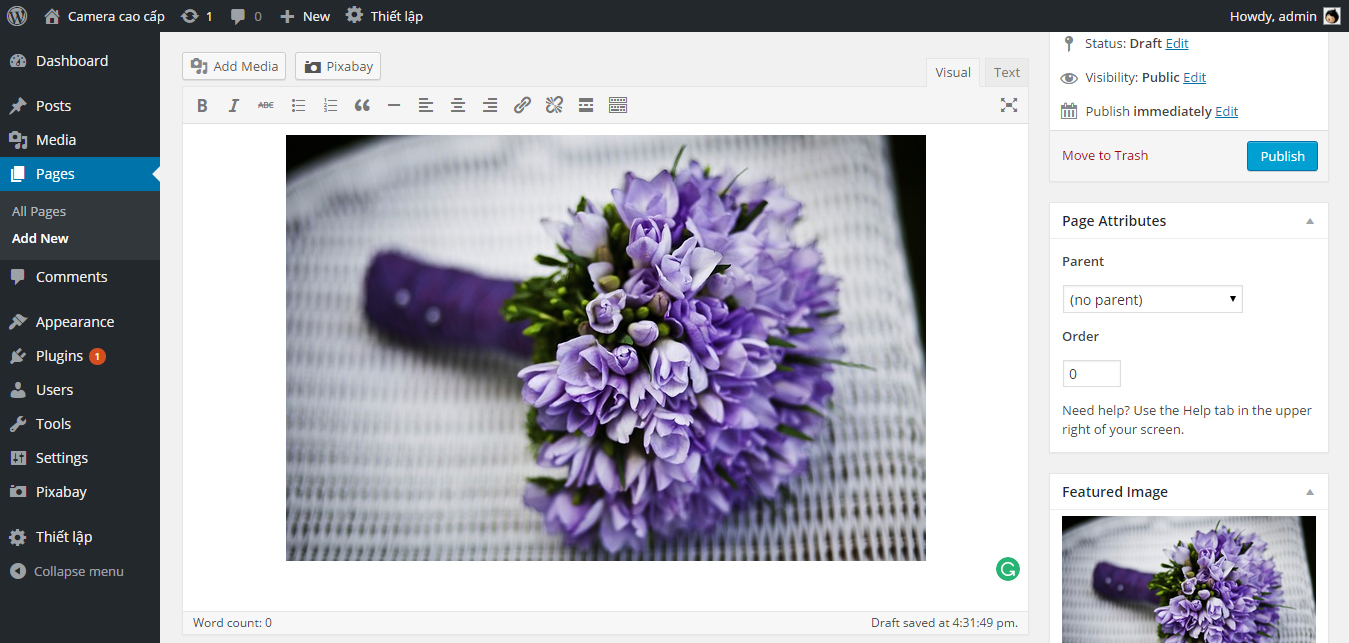 Camera cao cấp 1 0 New Thiết lập Howdy, admin
Dashboard
Posts
Media
Pages
All Pages
Add New
Comments
Appearance
Plugins 1
Users
Tools
Settings
Pixabay
Thiết lập
Collapse menu
Add Media Pixabay
Visual Text
B I ABC
Word count: 0 Draft saved at 4:31:49 pm.
Status: Draft Edit
Visibility: Public Edit
Publish immediately Edit
Move to Trash Publish
Page Attributes
Parent
(no parent)
Order
0
Need help? Use the Help tab in the upper
right of your screen.
Featured Image